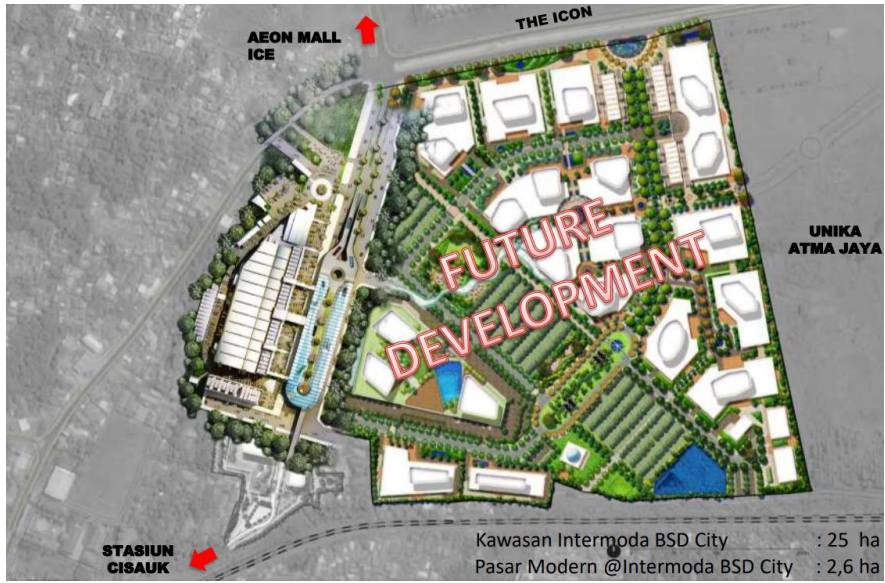 THE ICON
AEON MALL
ICE
UNIKA
ATMA JAYA
FUTURE
DEVELOPMENT
STASIUN
CISAUK
Kawasan Intermoda BSD City : 25 ha
Pasar Modern @Intermoda BSD City : 2,6 ha